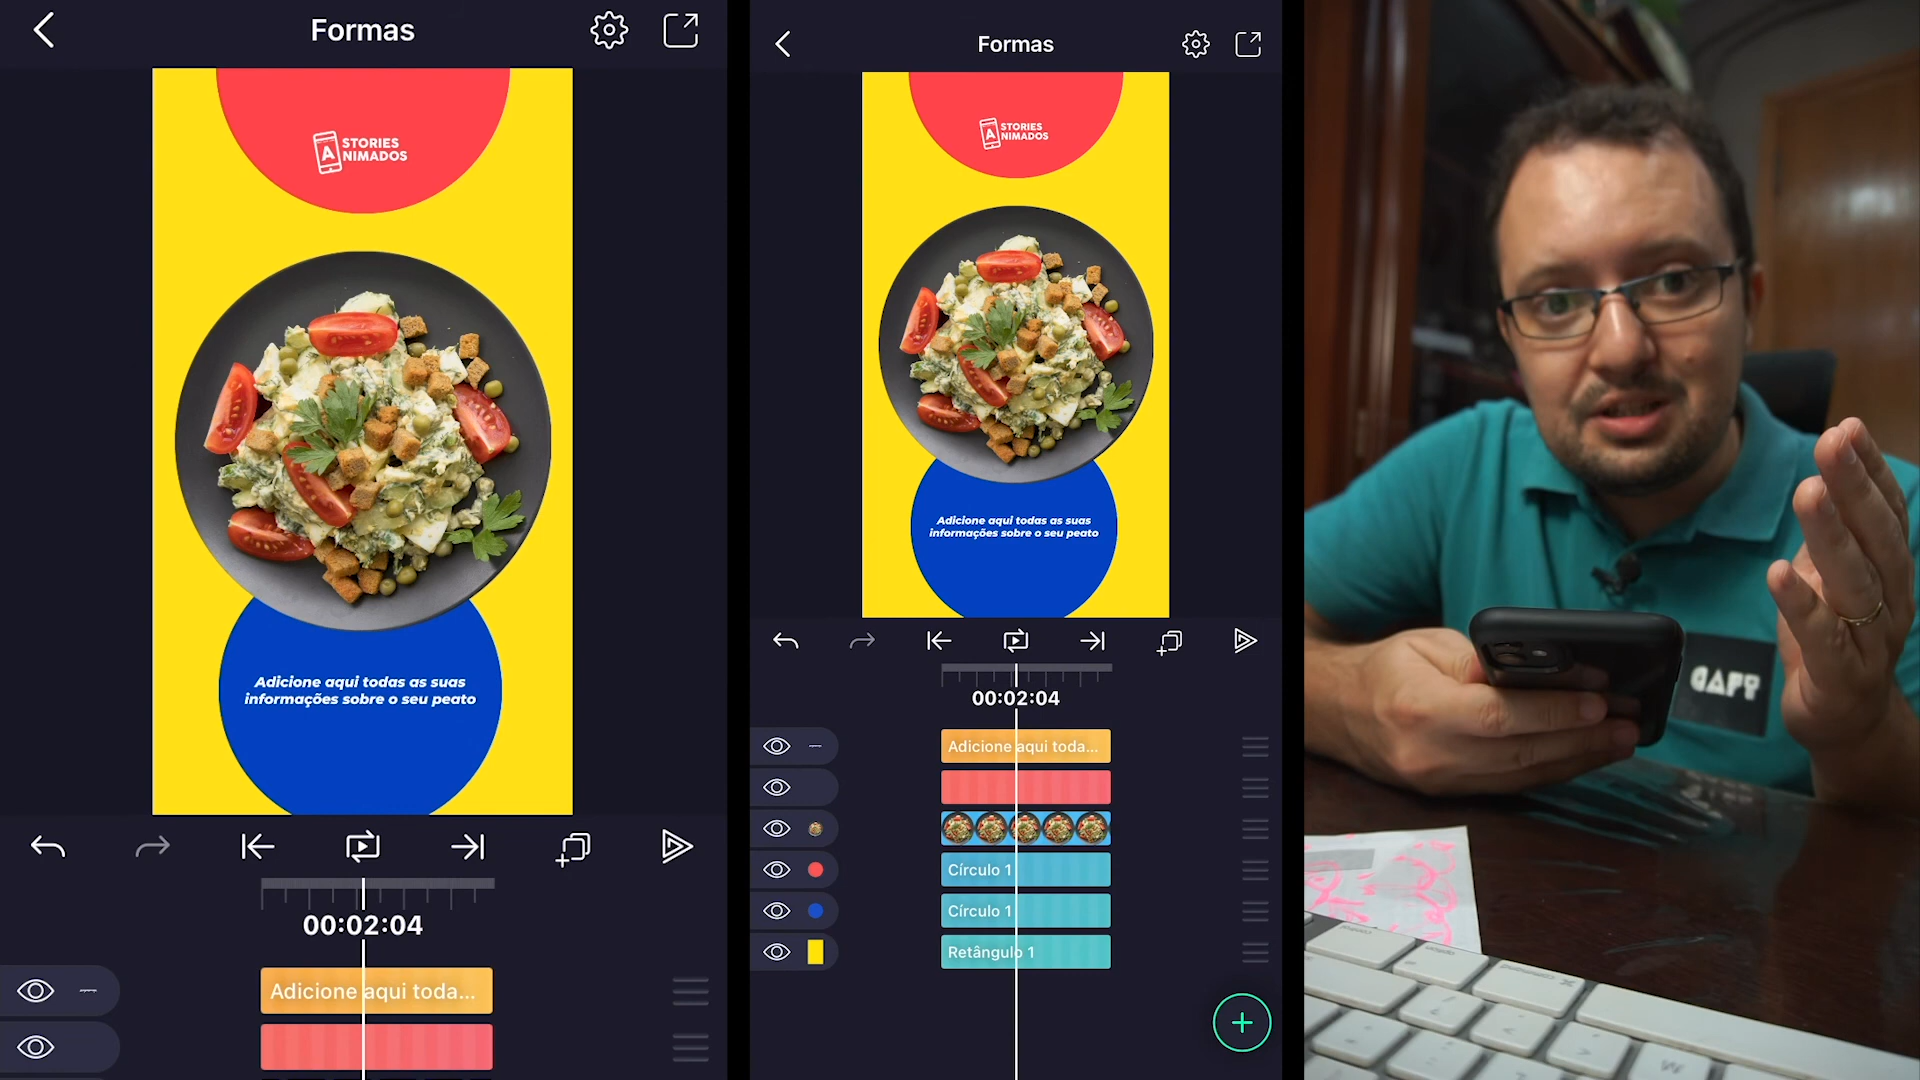 Formas
STORIES
ANIMADOS
Adicione aqui todas as suas
informações sobre o seu peato
00:02:04
Adicione aqui toda...
Formas
STORIES
ANIMADOS
Adicione aqui todas as suas
informações sobre o seu peato
00:02:04
Adicione aqui toda...
Círculo 1
Círculo 1
Retângulo 1